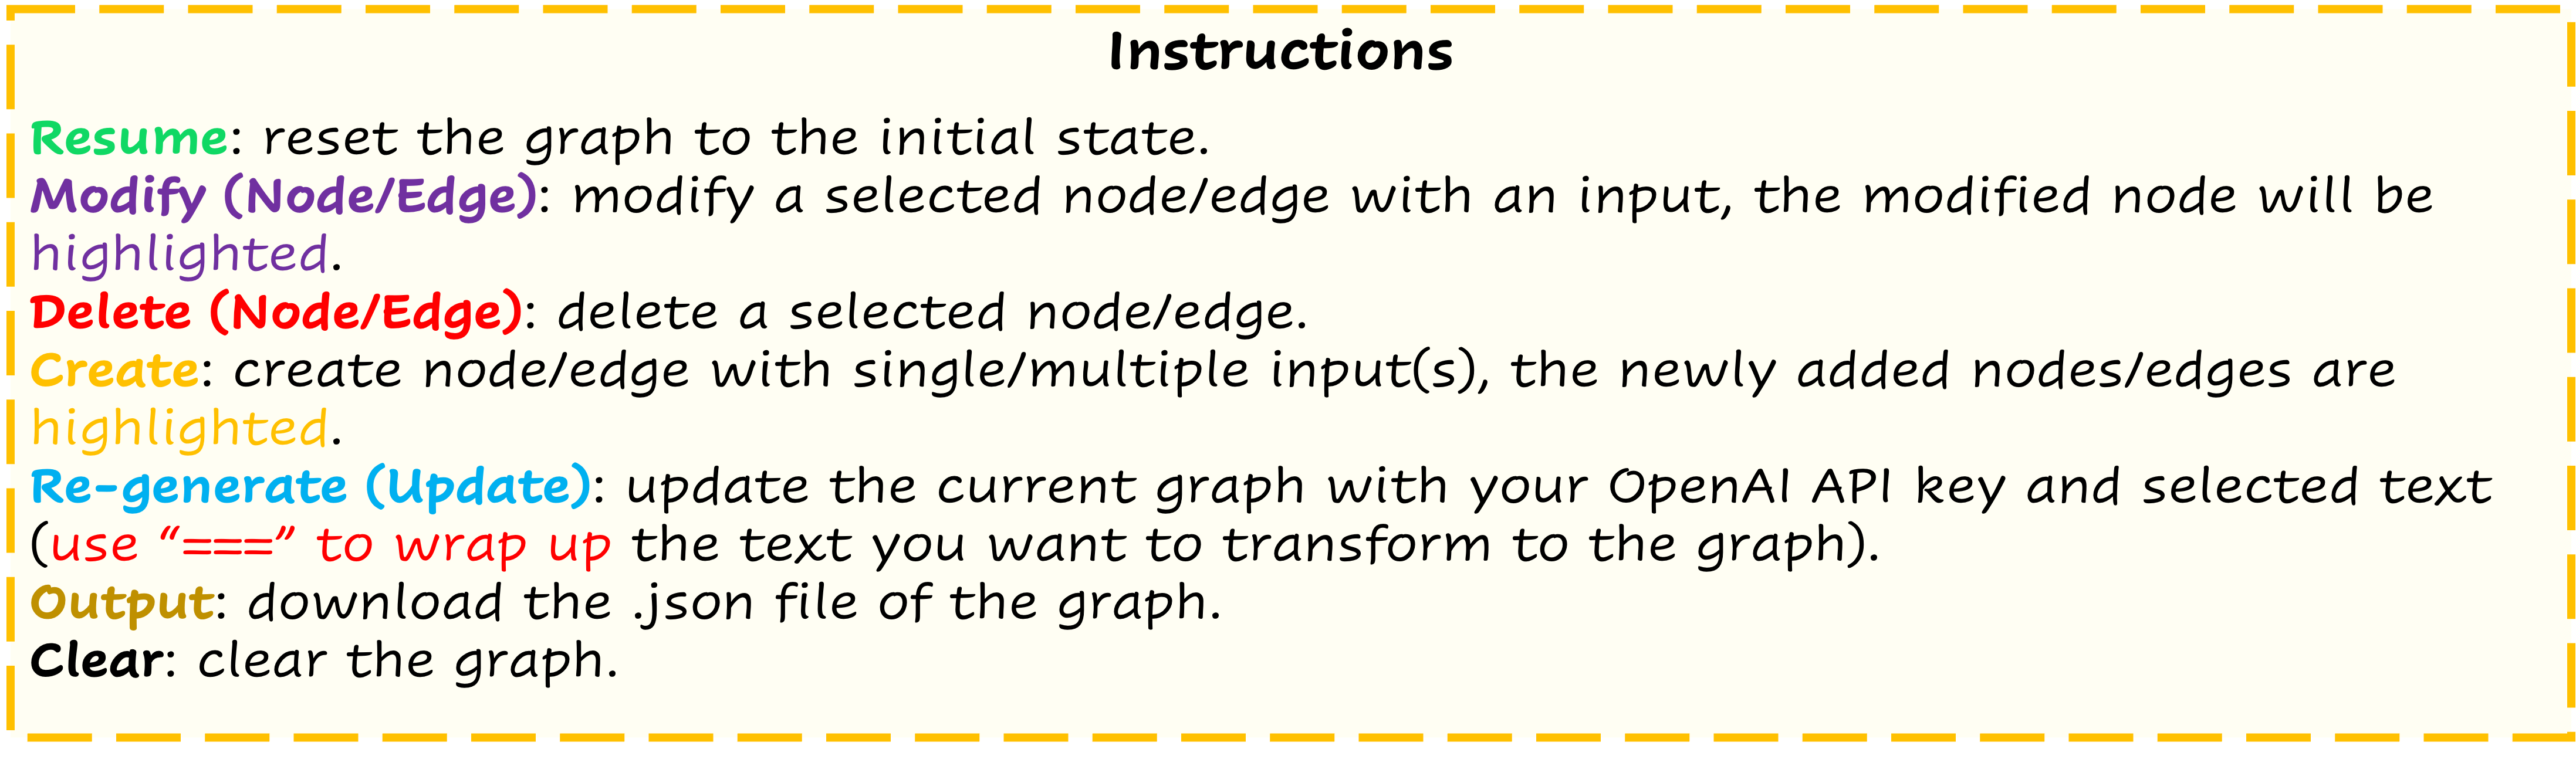 Instructions
Resume: reset the graph to the initial state.
Modify (Node/Edge): modify a selected node/edge with an input, the modified node will be
highlighted.
Delete (Node/Edge): delete a selected node/edge.
Create: create node/edge with single/multiple input(s), the newly added nodes/edges are
highlighted.
Re-generate (Update): update the current graph with your OpenAI API key and selected text
(use “===” to wrap up the text you want to transform to the graph).
Output: download the .json file of the graph.
Clear: clear the graph.